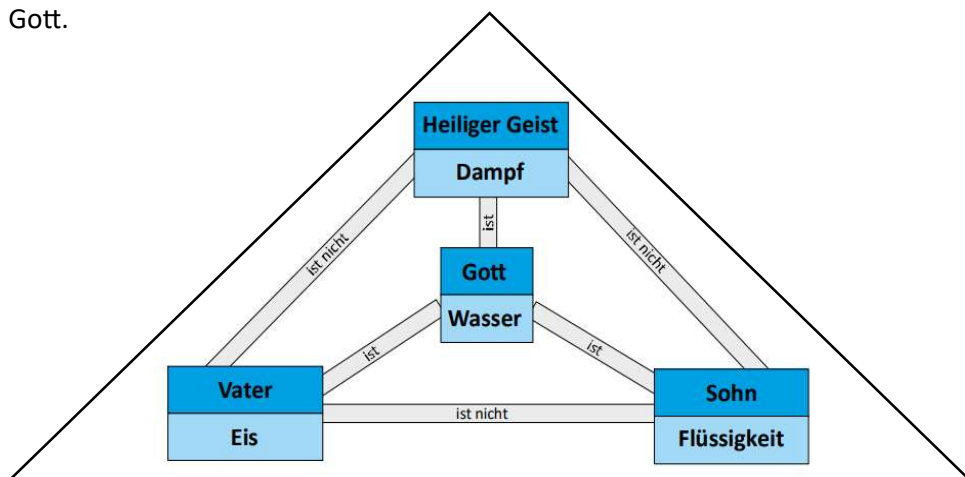 Gott.
Heiliger Geist
Dampf
ist nicht
ist
ist nicht
Gott
Wasser
ist
ist
Vater
Eis
ist nicht
Sohn
Flüssigkeit